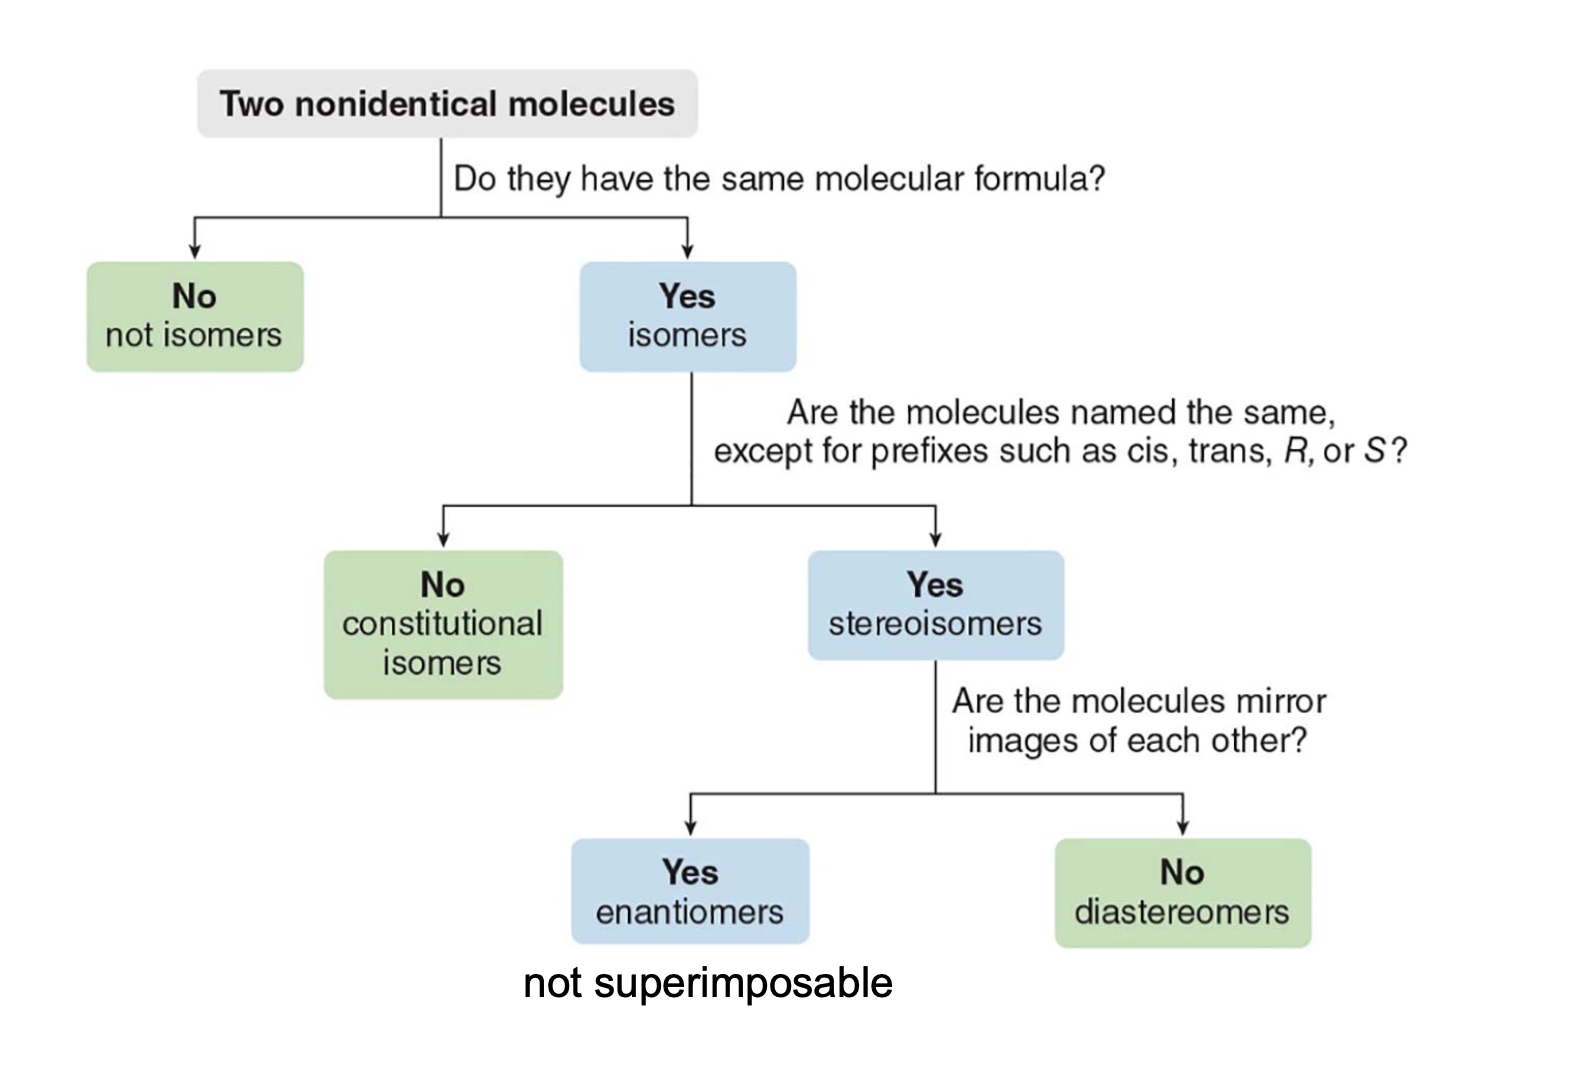 Two nonidentical molecules
Do they have the same molecular formula?
No
not isomers
Yes
isomers
Are the molecules named the same,
except for prefixes such as cis, trans, R, or S?
No
constitutional
isomers
Yes
stereoisomers
Are the molecules mirror
images of each other?
Yes
enantiomers
No
diastereomers
not superimposable